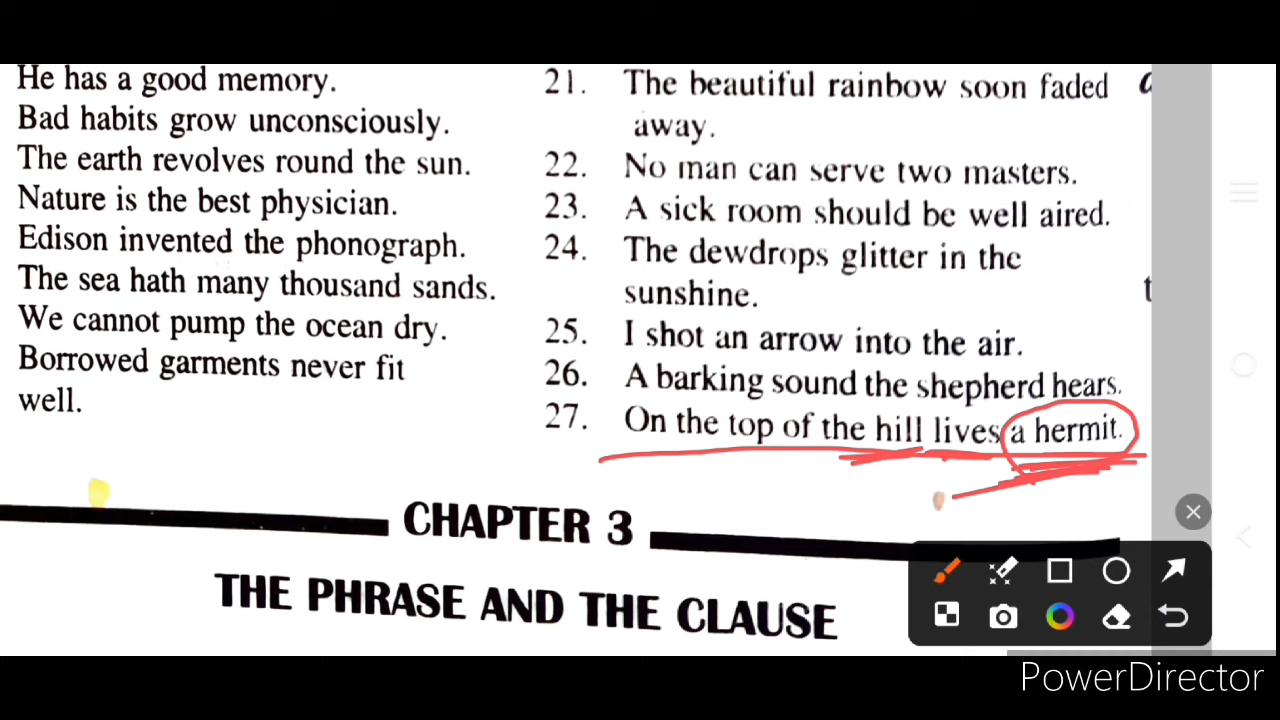 He has a good memory.
Bad habits grow unconsciously.
The earth revolves round the sun.
Nature is the best physician.
Edison invented the phonograph.
The sea hath many thousand sands.
We cannot pump the ocean dry.
Borrowed garments never fit
well.
21. The beautiful rainbow soon faded
away.
22. No man can serve two masters.
23. A sick room should be well aired.
24. The dewdrops glitter in the
sunshine.
25. I shot an arrow into the air.
26. A barking sound the shepherd hears.
27. On the top of the hill lives a hermit.
CHAPTER 3
THE PHRASE AND THE CLAUSE
PowerDirector